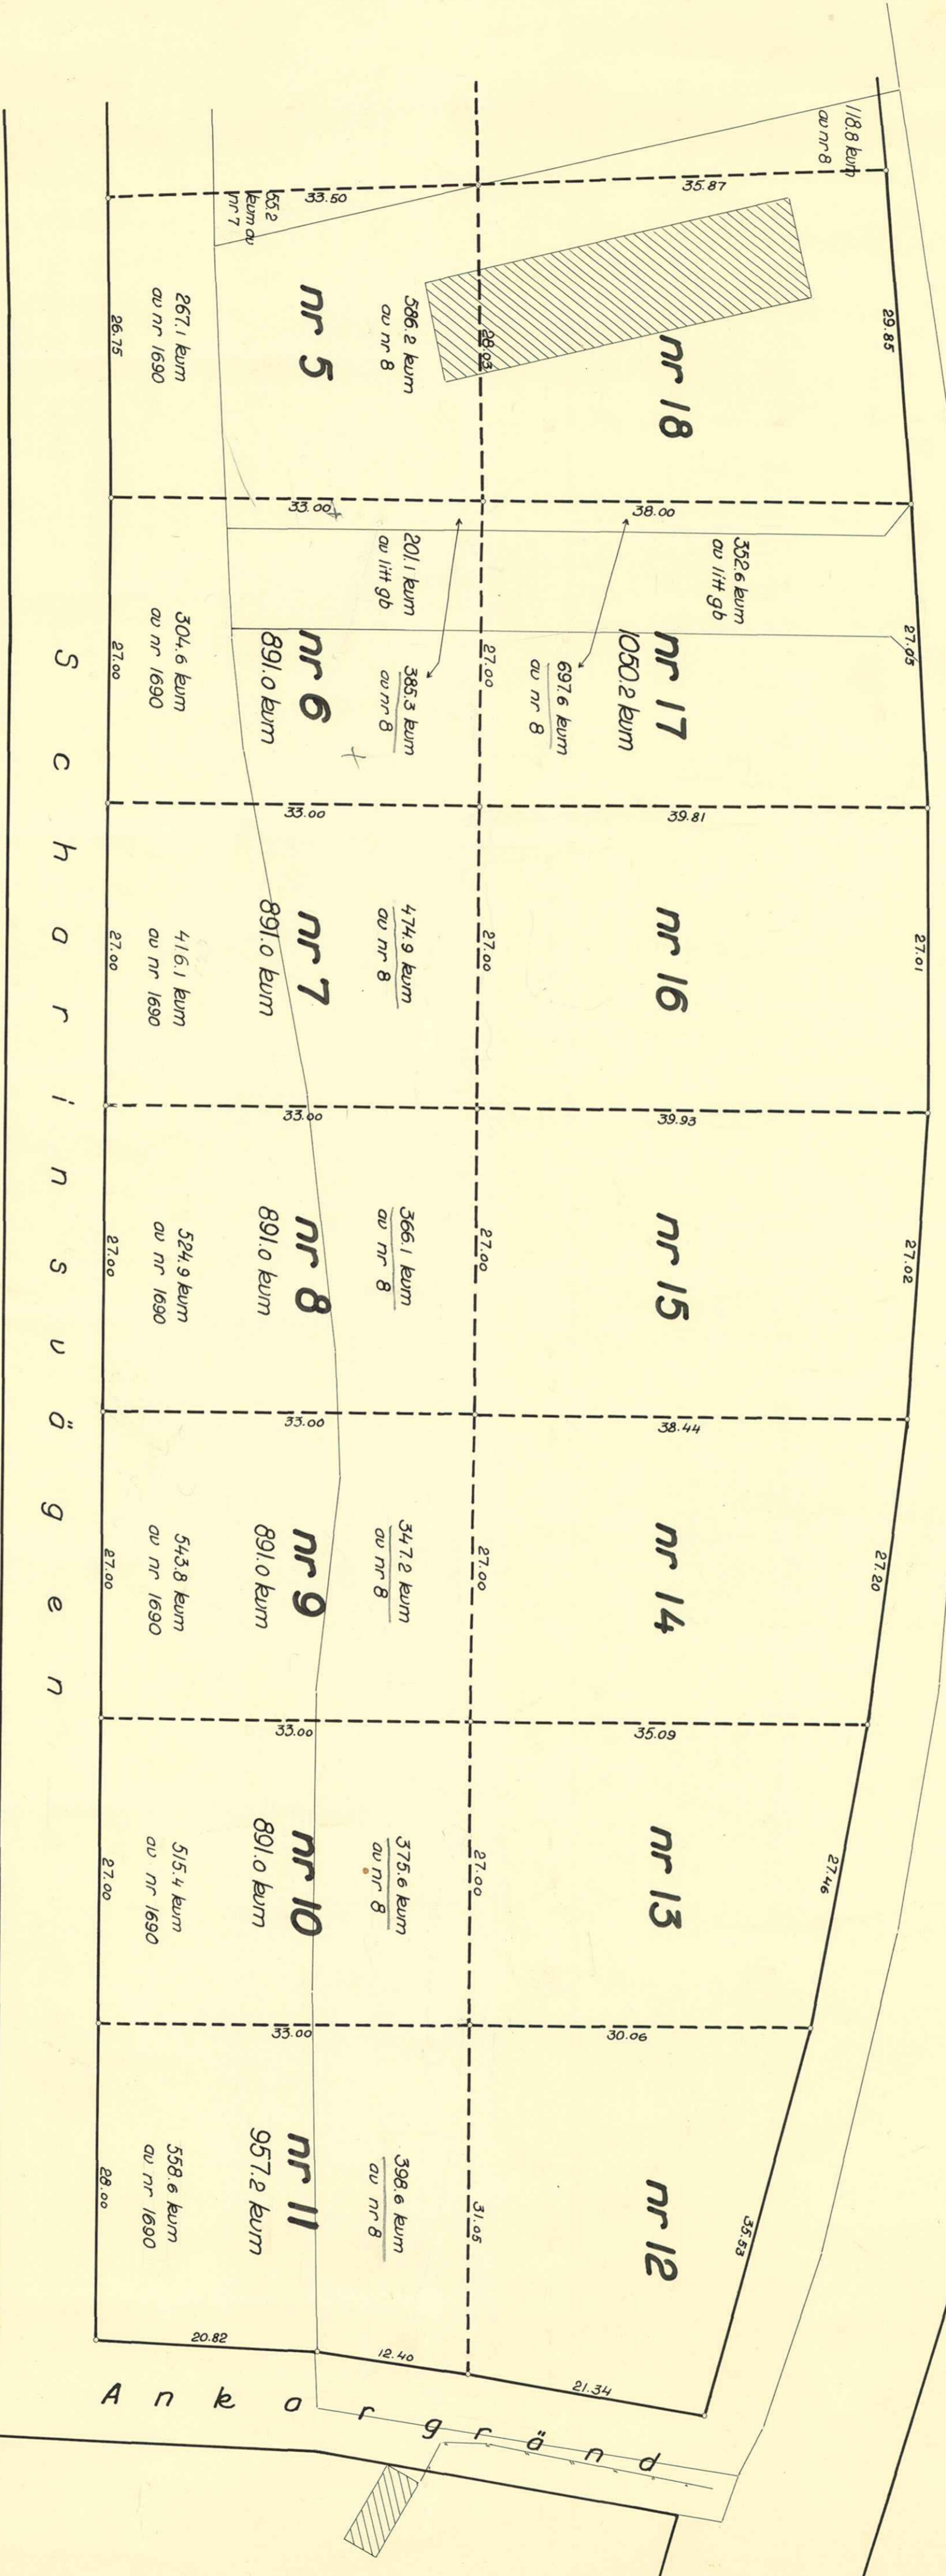 118.8 kvm
av nr 8
35.87
33.50
55.2
kvm av
nr 7
29.85
nr 18
28.03
586.2 kvm
av nr 8
nr 5
267.1 kvm
av nr 1690
26.75
38.00
33.00
352.6 kvm
av litt gb
201.1 kvm
av litt gb
27.05
nr 17
1050.2 kvm
697.6 kvm
av nr 8
27.00
385.3 kvm
av nr 8
nr 6
891.0 kvm
304.6 kvm
av nr 1690
27.00
39.81
33.00
27.01
nr 16
27.00
474.9 kvm
av nr 8
nr 7
891.0 kvm
416.1 kvm
av nr 1690
27.00
39.93
33.00
27.02
nr 15
27.00
366.1 kvm
av nr 8
nr 8
891.0 kvm
524.9 kvm
av nr 1690
27.00
38.44
33.00
27.20
nr 14
27.00
347.2 kvm
av nr 8
nr 9
891.0 kvm
543.8 kvm
av nr 1690
27.00
35.09
33.00
27.46
nr 13
27.00
375.6 kvm
av nr 8
nr 10
891.0 kvm
515.4 kvm
av nr 1690
27.00
30.06
33.00
35.53
nr 12
31.05
398.6 kvm
av nr 8
nr 11
957.2 kvm
558.6 kvm
av nr 1690
28.00
20.82
12.40
21.34
Scharinsvägen
Ankargränd